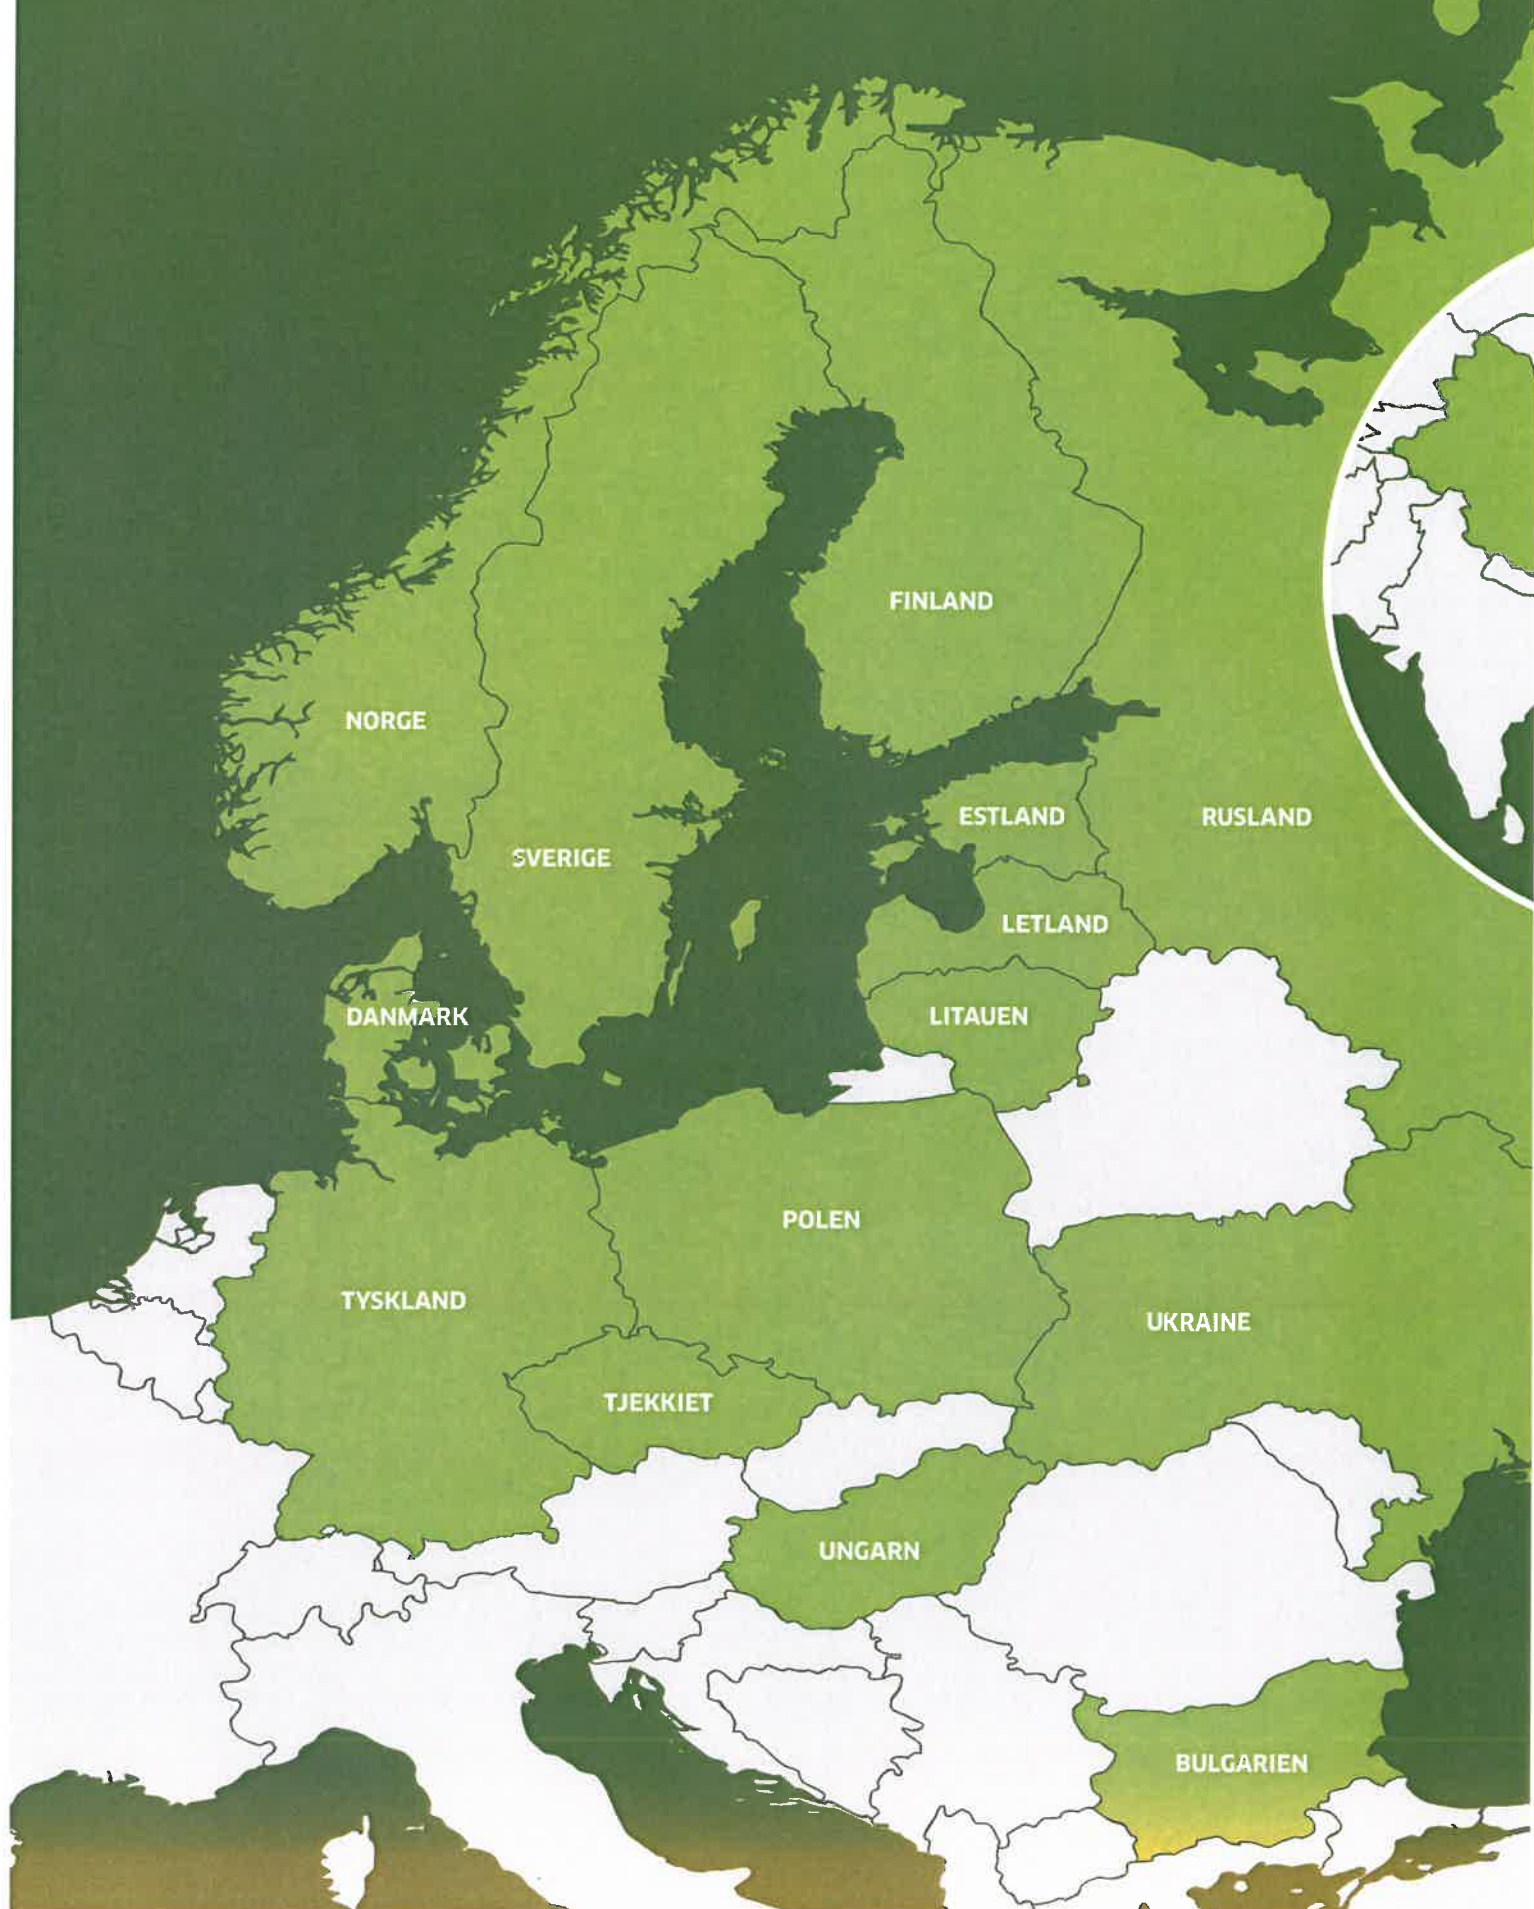 FINLAND
NORGE
ESTLAND
RUSLAND
SVERIGE
LETLAND
DANMARK
LITAUEN
POLEN
TYSKLAND
UKRAINE
TJEKKIET
UNGARN
BULGARIEN